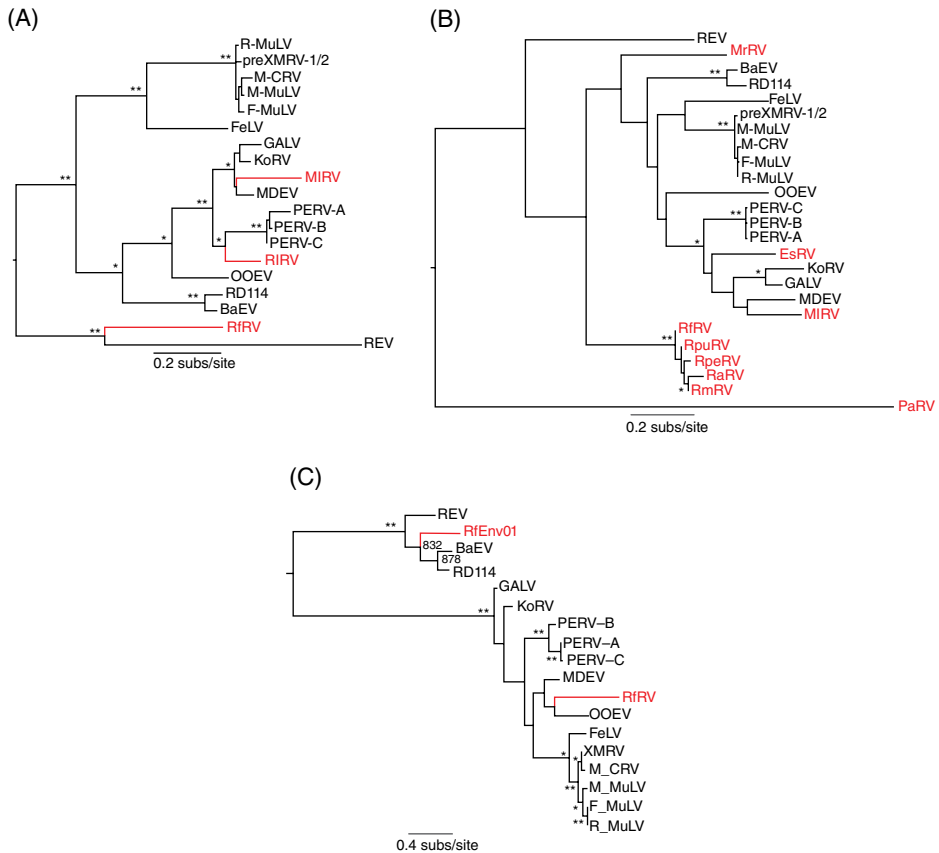 (A)
R-MuLV
preXMRV-1/2
M-CRV
M-MuLV
F-MuLV
FeLV
GALV
KoRV
MlRV
MDEV
PERV-A
PERV-B
PERV-C
RlRV
OOEV
RD114
BaEV
RfRV
REV
**
**
*
**
*
*
*
**
**
0.2 subs/site
(B)
REV
MrRV
BaEV
RD114
FeLV
preXMRV-1/2
M-MuLV
M-CRV
F-MuLV
R-MuLV
OOEV
PERV-C
PERV-B
PERV-A
EsRV
KoRV
GALV
MDEV
MlRV
RfRV
RpuRV
RpeRV
RaRV
RmRV
PaRV
**
**
**
*
*
**
*
0.2 subs/site
(C)
REV
RfEnv01
832
BaEV
878
RD114
GALV
KoRV
PERV–B
PERV–A
PERV–C
MDEV
RfRV
OOEV
FeLV
XMRV
M_CRV
M_MuLV
F_MuLV
R_MuLV
**
**
**
**
*
*
**
*
**
0.4 subs/site